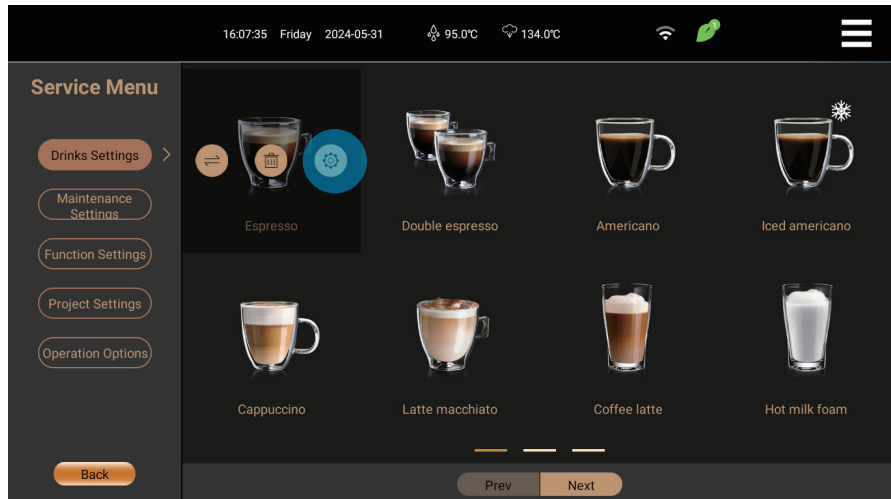 16:07:35 Friday 2024-05-31 95.0℃ 134.0℃
1
Service Menu
Drinks Settings
Maintenance
Settings
Function Settings
Project Settings
Operation Options
Back
Espresso
Double espresso
Americano
Iced americano
Cappuccino
Latte macchiato
Coffee latte
Hot milk foam
Prev
Next